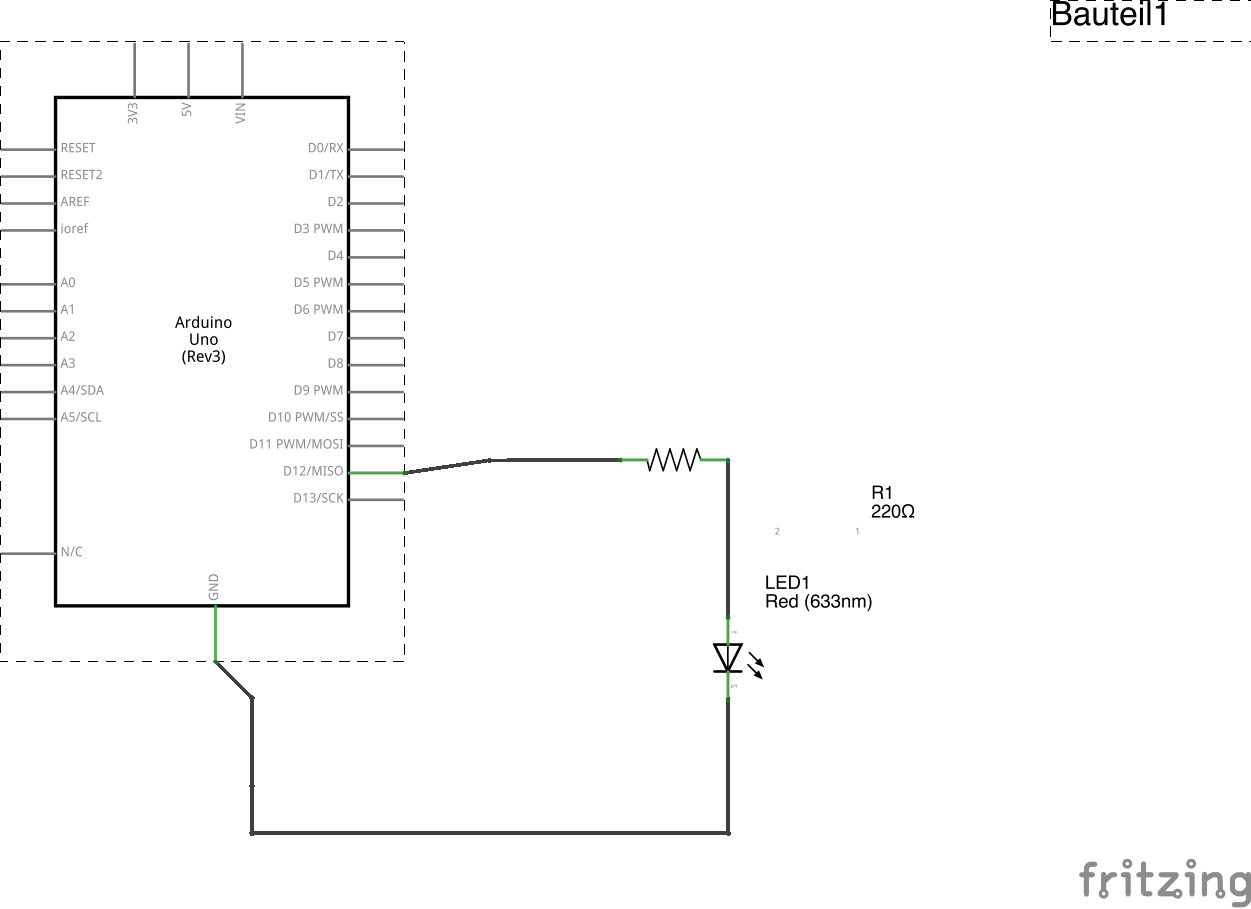 Bauteil1
3V3
5V
VIN
RESET
D0/RX
RESET2
D1/TX
AREF
D2
ioref
D3 PWM
D4
A0
D5 PWM
A1
D6 PWM
Arduino
Uno
(Rev3)
A2
D7
A3
D8
A4/SDA
D9 PWM
A5/SCL
D10 PWM/SS
D11 PWM/MOSI
D12/MISO
D13/SCK
R1
220Ω
2
1
N/C
GND
LED1
Red (633nm)
fritzing